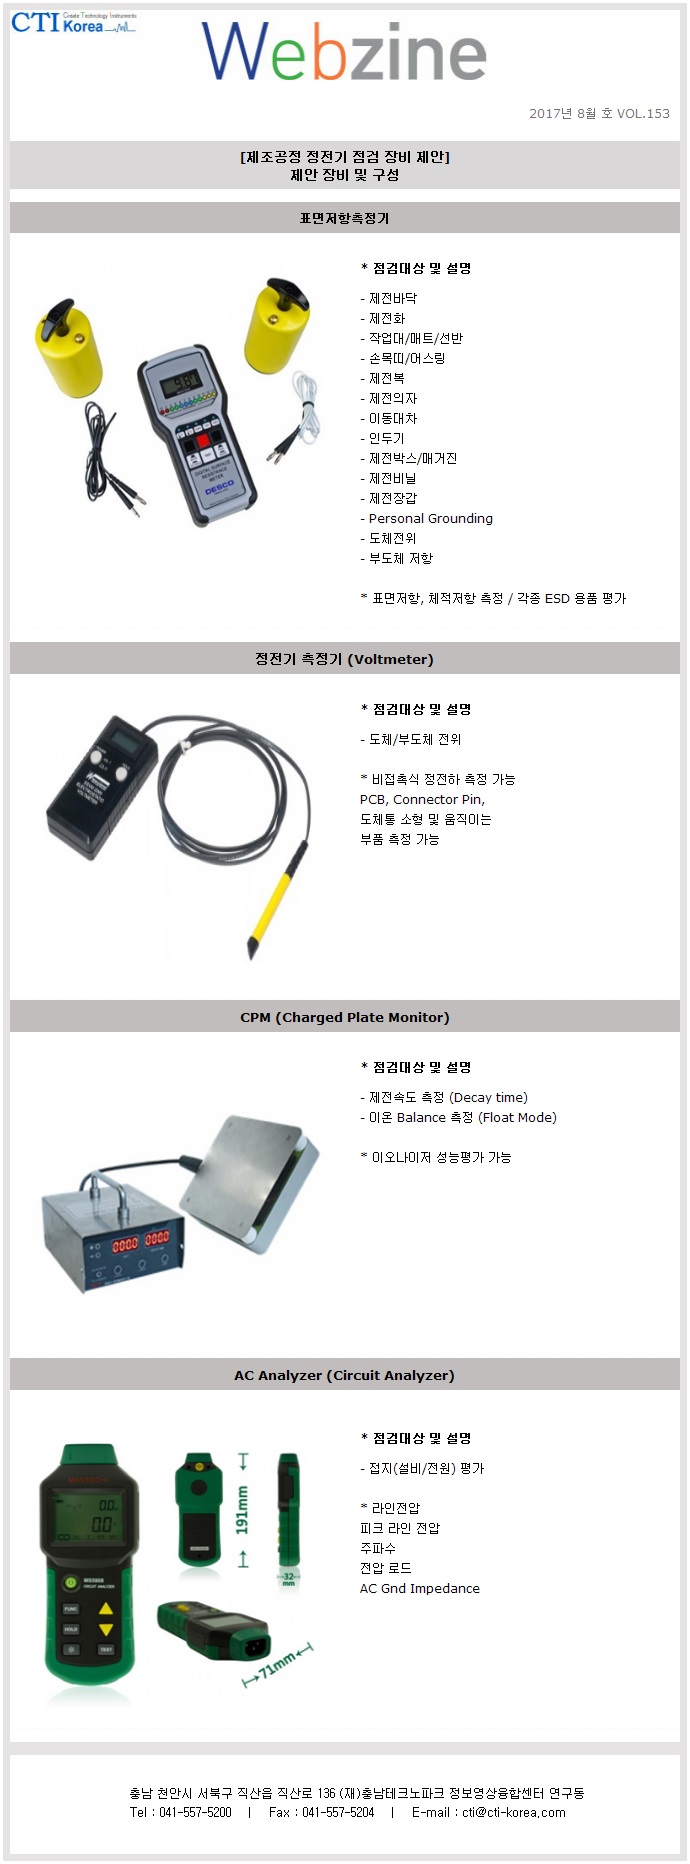 CTI Korea
Create Technology Instruments
Webzine
2017년 8월 호 VOL.153
[제조공정 정전기 점검 장비 제안]
제안 장비 및 구성
표면저항측정기
* 점검대상 및 설명
- 제전바닥
- 제전화
- 작업대/매트/선반
- 손목띠/어스링
- 제전복
- 제전의자
- 이동대차
- 인두기
- 제전박스/매거진
- 제전비닐
- 제전장갑
- Personal Grounding
- 도체전위
- 부도체 저항
* 표면저항, 체적저항 측정 / 각종 ESD 용품 평가
DIGITAL SURFACE
RESISTANCE
METER
DESCO
정전기 측정기 (Voltmeter)
* 점검대상 및 설명
- 도체/부도체 전위
* 비접촉식 정전하 측정 가능
PCB, Connector Pin,
도체통 소형 및 움직이는
부품 측정 가능
CPM (Charged Plate Monitor)
* 점검대상 및 설명
- 제전속도 측정 (Decay time)
- 이온 Balance 측정 (Float Mode)
* 이오나이저 성능평가 가능
AC Analyzer (Circuit Analyzer)
* 점검대상 및 설명
- 접지(설비/전원) 평가
* 라인전압
피크 라인 전압
주파수
전압 로드
AC Gnd Impedance
MASTECH
MS5908
CIRCUIT ANALYZER
FUNC
HOLD
TEST
191mm
32
mm
71mm
충남 천안시 서북구 직산읍 직산로 136 (재)충남테크노파크 정보영상융합센터 연구동
Tel : 041-557-5200 | Fax : 041-557-5204 | E-mail : cti@cti-korea.com